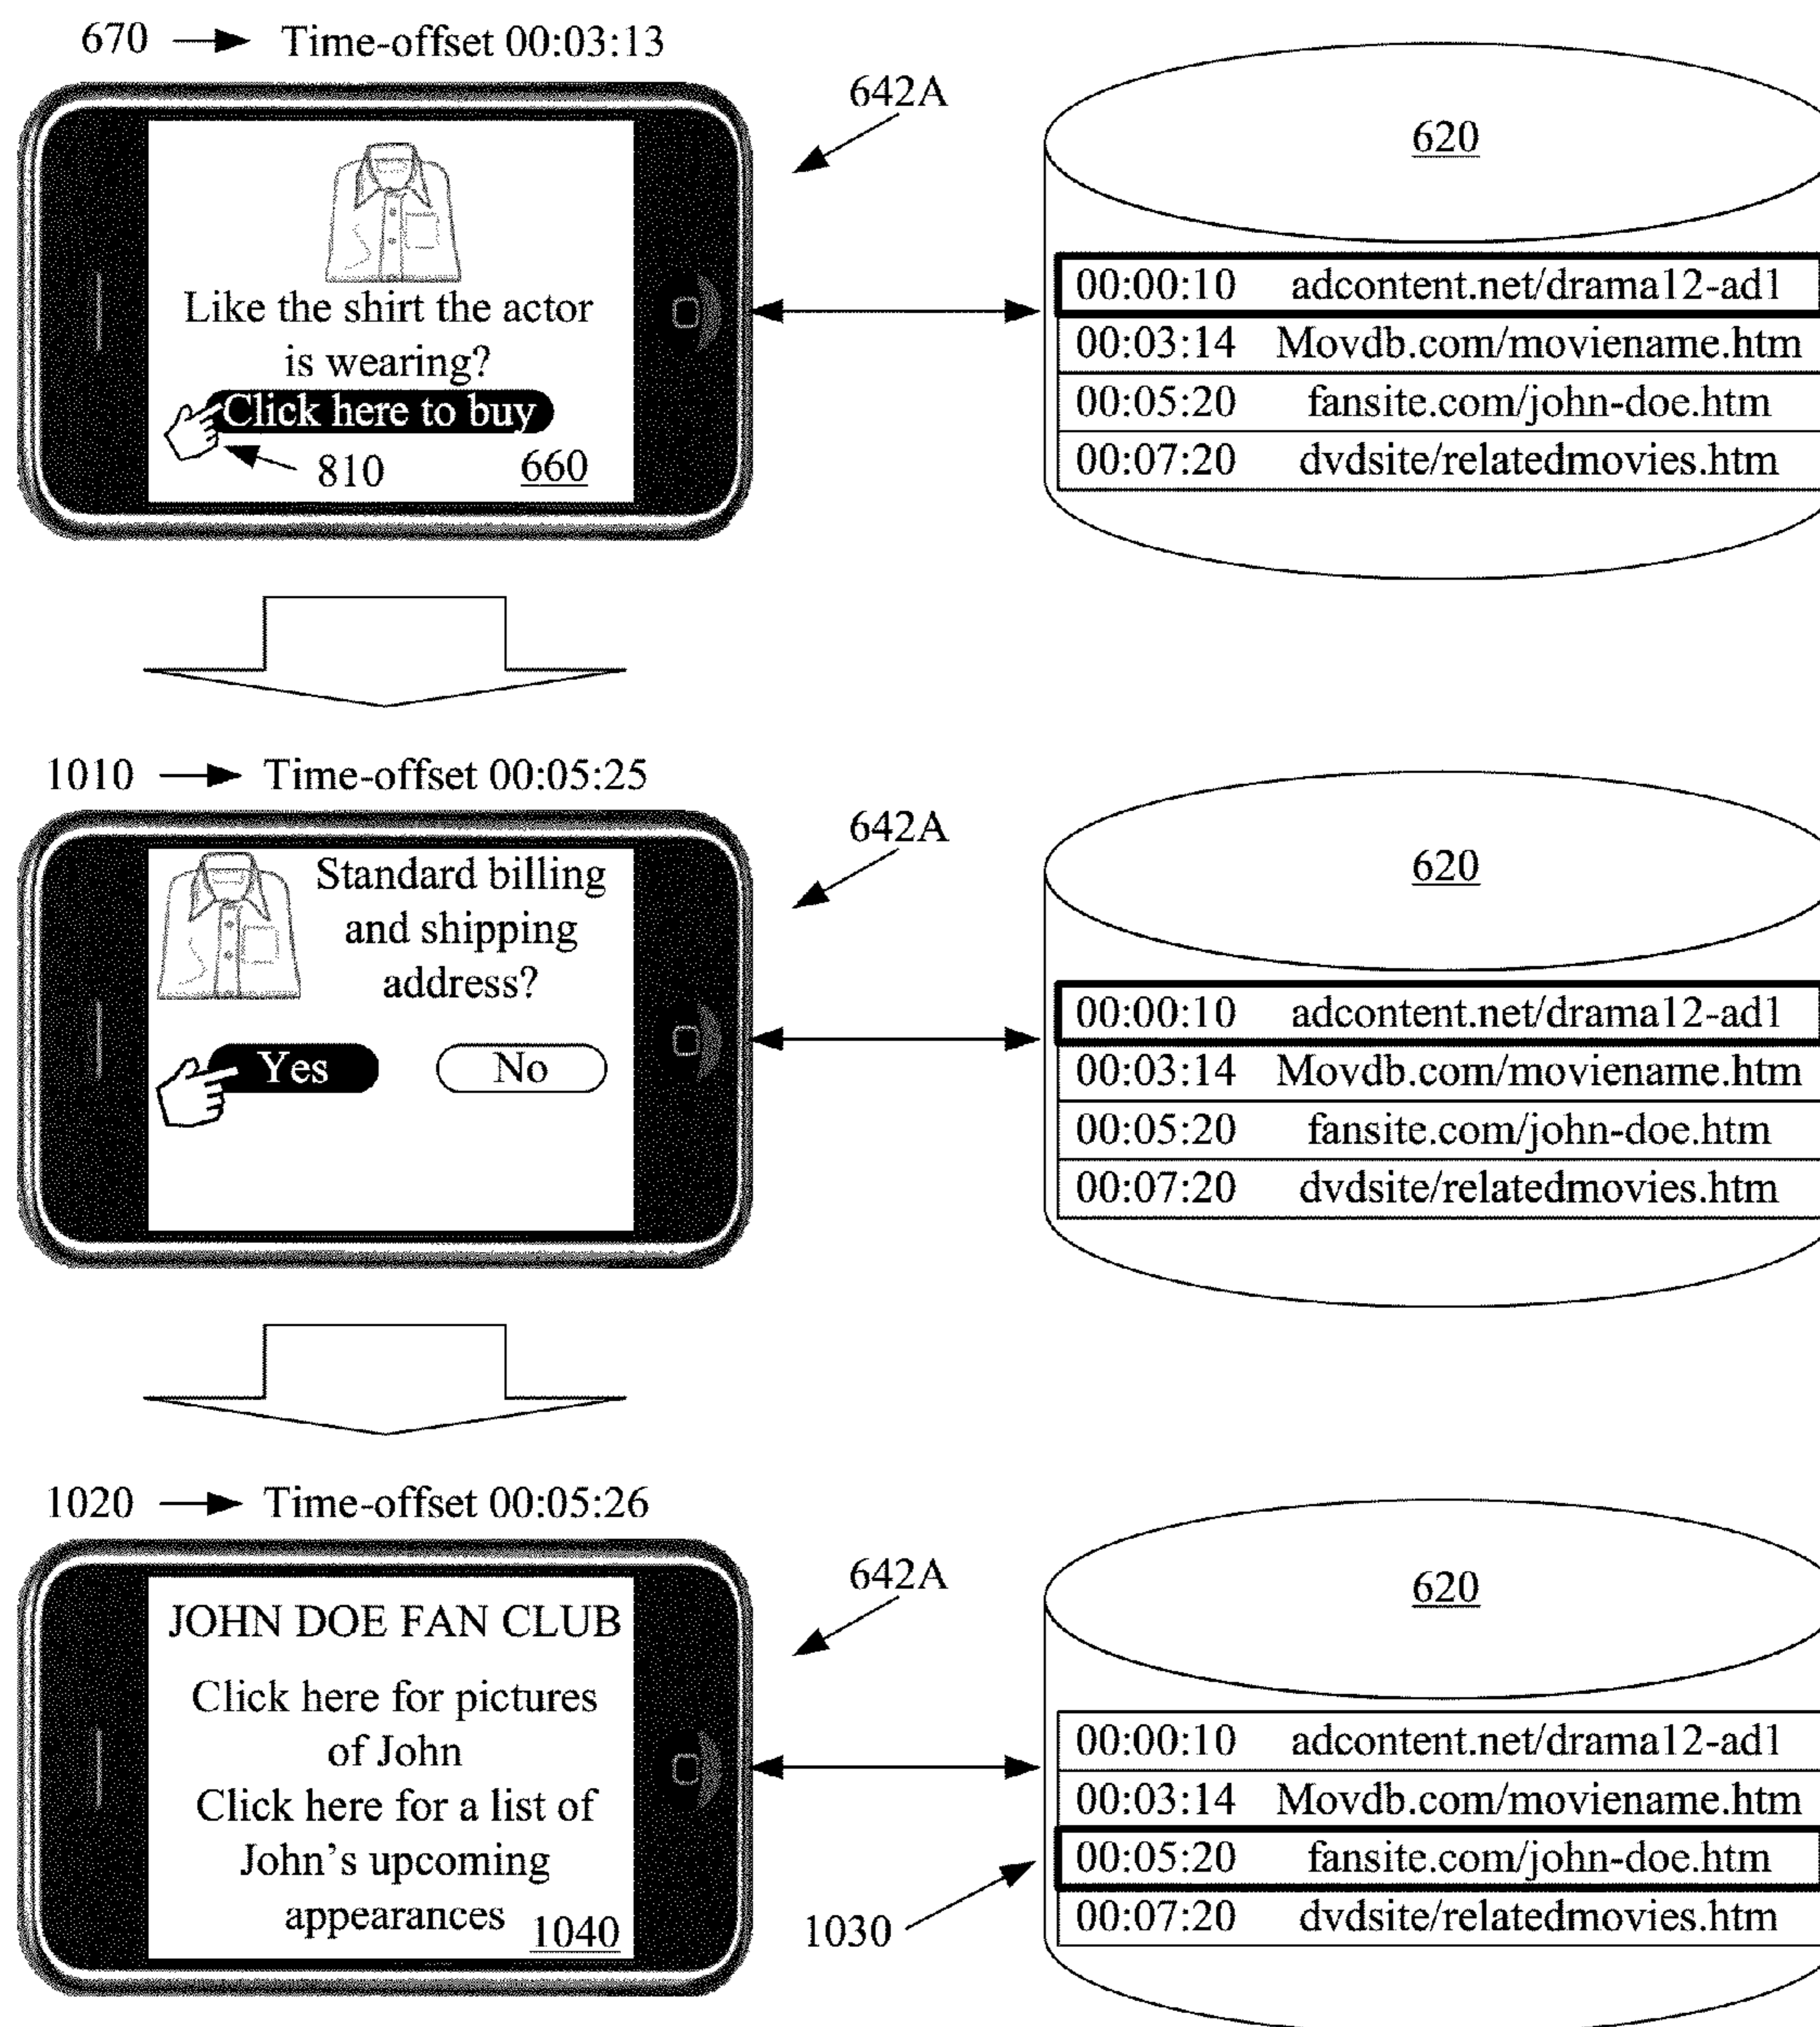 670 Time-offset 00:03:13
642A
620
Like the shirt the actor
is wearing?
Click here to buy
810 660
00:00:10 adcontent.net/drama12-ad1
00:03:14 Movdb.com/moviename.htm
00:05:20 fansite.com/john-doe.htm
00:07:20 dvdsite/relatedmovies.htm
1010 Time-offset 00:05:25
642A
620
Standard billing
and shipping
address?
Yes No
00:00:10 adcontent.net/drama12-ad1
00:03:14 Movdb.com/moviename.htm
00:05:20 fansite.com/john-doe.htm
00:07:20 dvdsite/relatedmovies.htm
1020 Time-offset 00:05:26
642A
620
JOHN DOE FAN CLUB
Click here for pictures
of John
Click here for a list of
John's upcoming
appearances 1040
00:00:10 adcontent.net/drama12-ad1
00:03:14 Movdb.com/moviename.htm
00:05:20 fansite.com/john-doe.htm
00:07:20 dvdsite/relatedmovies.htm
1030